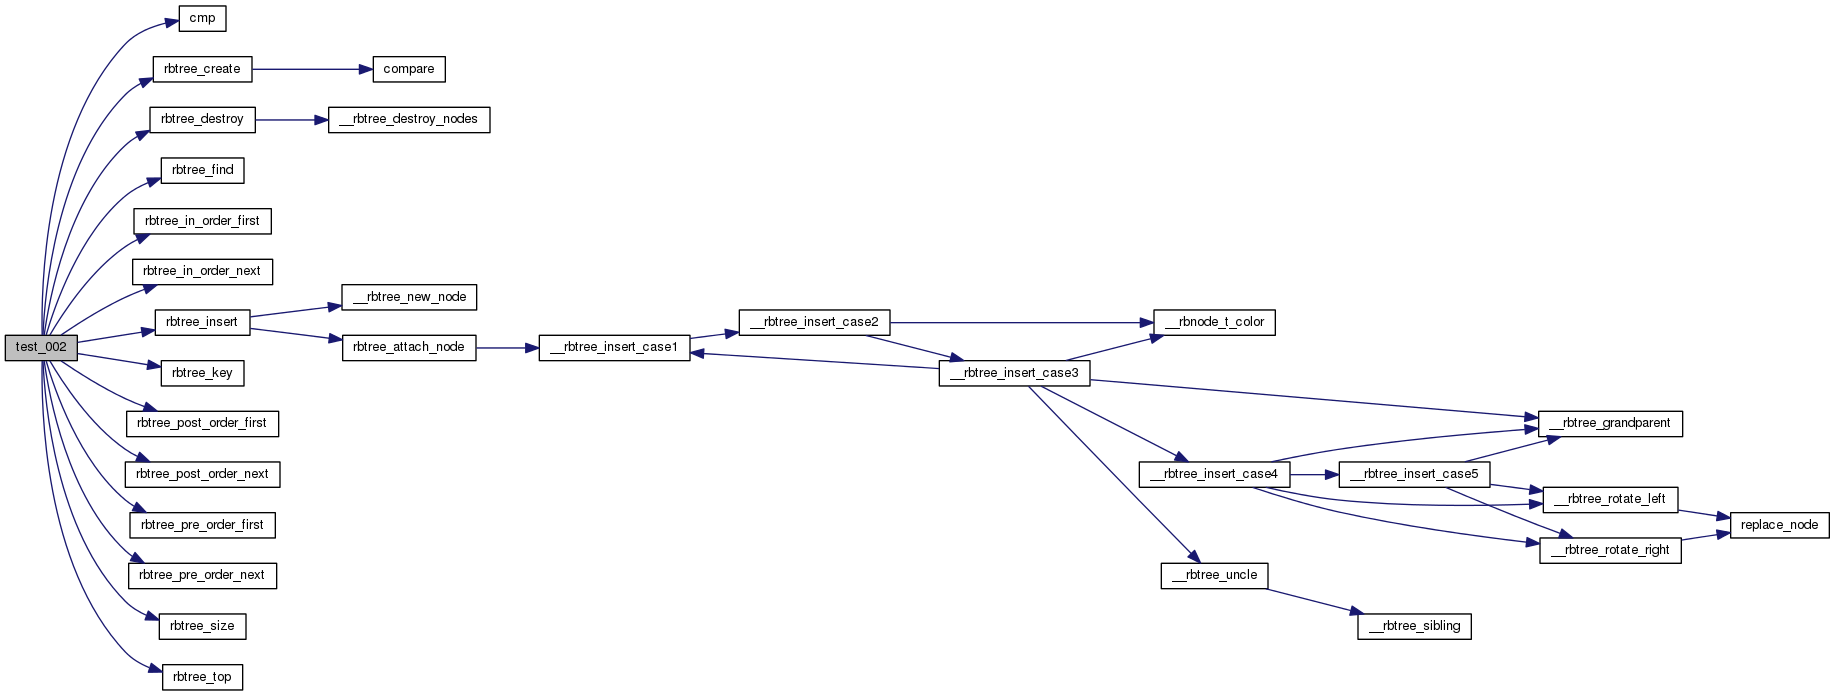 test_002
cmp
rbtree_create
compare
rbtree_destroy
__rbtree_destroy_nodes
rbtree_find
rbtree_in_order_first
rbtree_in_order_next
rbtree_insert
__rbtree_new_node
rbtree_attach_node
__rbtree_insert_case1
__rbtree_insert_case2
__rbnode_t_color
__rbtree_insert_case3
rbtree_key
rbtree_post_order_first
__rbtree_grandparent
rbtree_post_order_next
__rbtree_insert_case4
__rbtree_insert_case5
__rbtree_rotate_left
rbtree_pre_order_first
replace_node
__rbtree_rotate_right
rbtree_pre_order_next
__rbtree_uncle
rbtree_size
__rbtree_sibling
rbtree_top